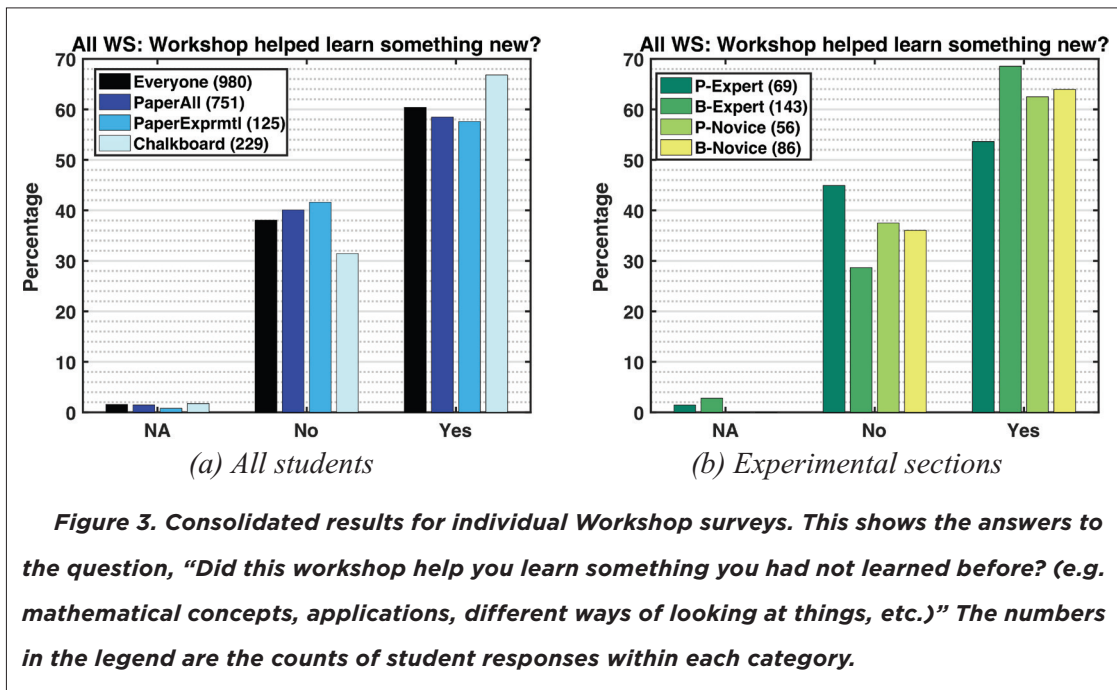 All WS: Workshop helped learn something new?
Everyone (980)
PaperAll (751)
PaperExprmtl (125)
Chalkboard (229)
Percentage
70
60
50
40
30
20
10
0
NA
No
Yes
(a) All students
All WS: Workshop helped learn something new?
P-Expert (69)
B-Expert (143)
P-Novice (56)
B-Novice (86)
Percentage
70
60
50
40
30
20
10
0
NA
No
Yes
(b) Experimental sections
Figure 3. Consolidated results for individual Workshop surveys. This shows the answers to
the question, “Did this workshop help you learn something you had not learned before? (e.g.
mathematical concepts, applications, different ways of looking at things, etc.)” The numbers
in the legend are the counts of student responses within each category.